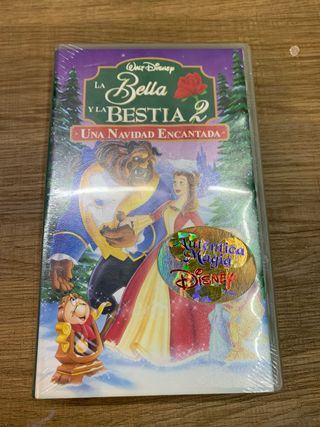 Walt Disney
LA
Bella
Y LA BESTIA 2
UNA NAVIDAD ENCANTADA
Auténtica
Magia
Disney